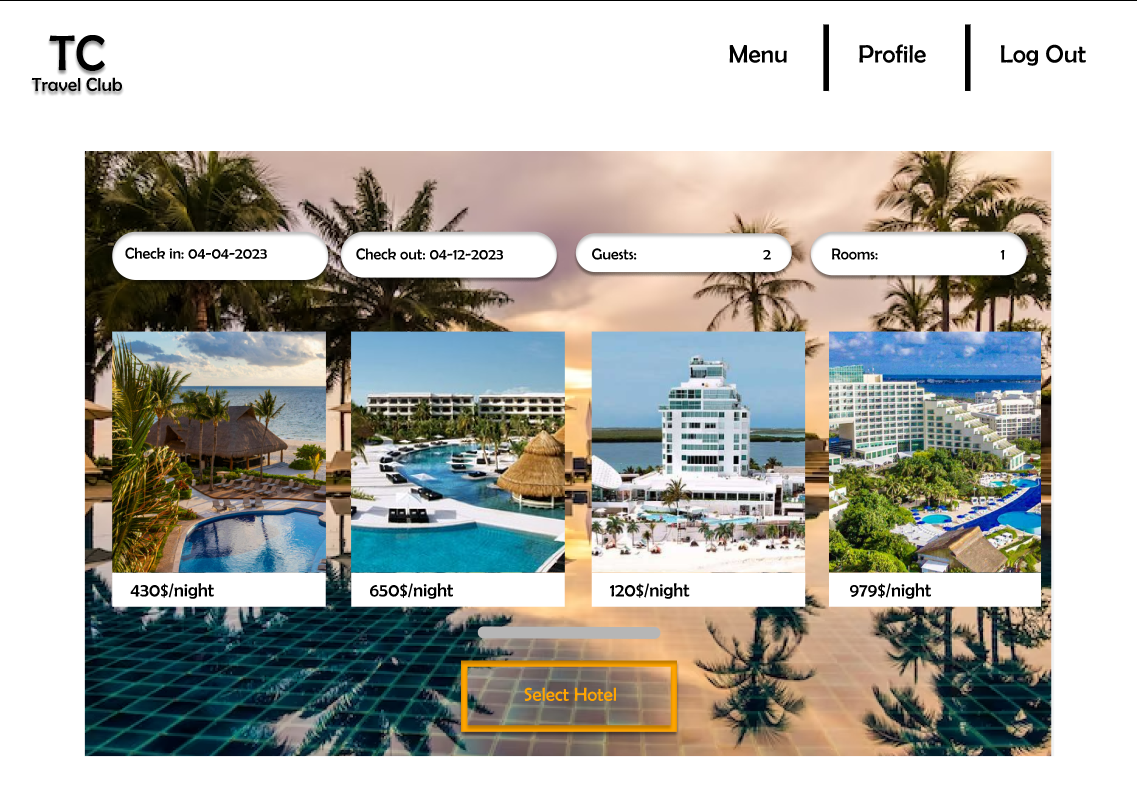 TC
Travel Club
Menu
Profile
Log Out
Check in: 04-04-2023
Check out: 04-12-2023
Guests: 2
Rooms: 1
430$/night
650$/night
120$/night
979$/night
Select Hotel